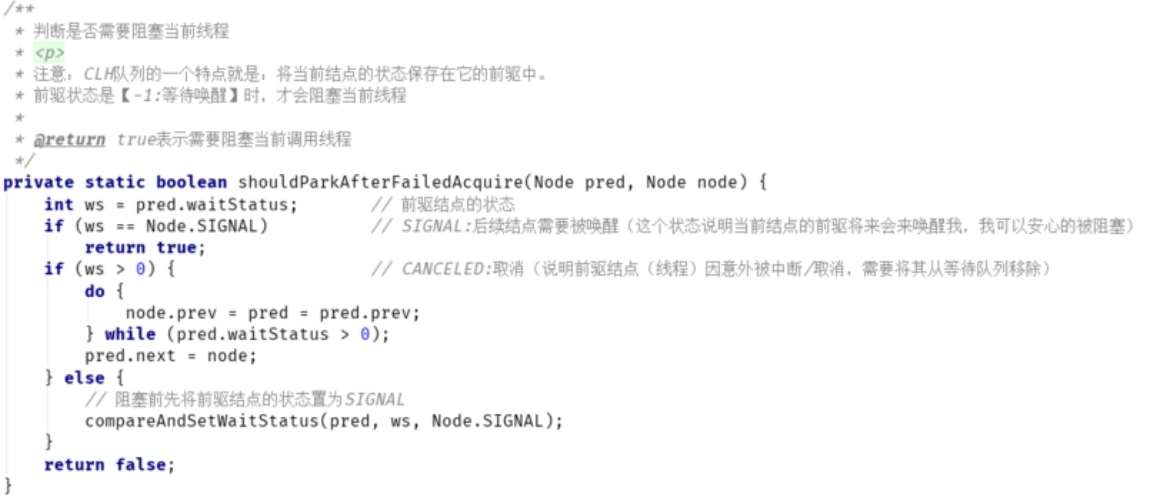 /**
 * 判断是否需要阻塞当前线程
 * <p>
 * 注意：CLH队列的一个特点就是：将当前结点的状态保存在它的前驱中。
 * 前驱状态是【-1:等待唤醒】时，才会阻塞当前线程
 *
 * @return true表示需要阻塞当前调用线程
 */
private static boolean shouldParkAfterFailedAcquire(Node pred, Node node) {
    int ws = pred.waitStatus;        // 前驱结点的状态
    if (ws == Node.SIGNAL)           // SIGNAL:后续结点需要被唤醒（这个状态说明当前结点的前驱将来会来唤醒我，我可以安心的被阻塞）
        return true;
    if (ws > 0) {                    // CANCELED:取消（说明前驱结点（线程）因意外被中断/取消，需要将其从等待队列移除）
        do {
            node.prev = pred = pred.prev;
        } while (pred.waitStatus > 0);
        pred.next = node;
    } else {
        // 阻塞前先将前驱结点的状态置为SIGNAL
        compareAndSetWaitStatus(pred, ws, Node.SIGNAL);
    }
    return false;
}